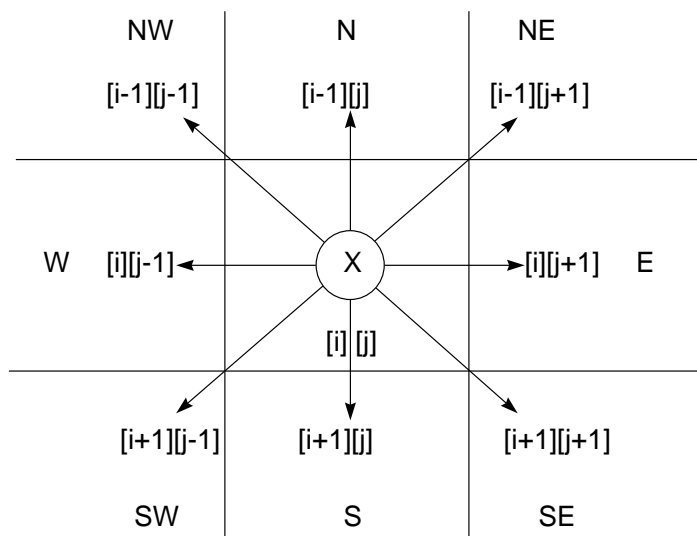 NW N NE
[i-1][j-1] [i-1][j] [i-1][j+1]
W [i][j-1] X [i][j+1] E
[i] [j]
[i+1][j-1] [i+1][j] [i+1][j+1]
SW S SE